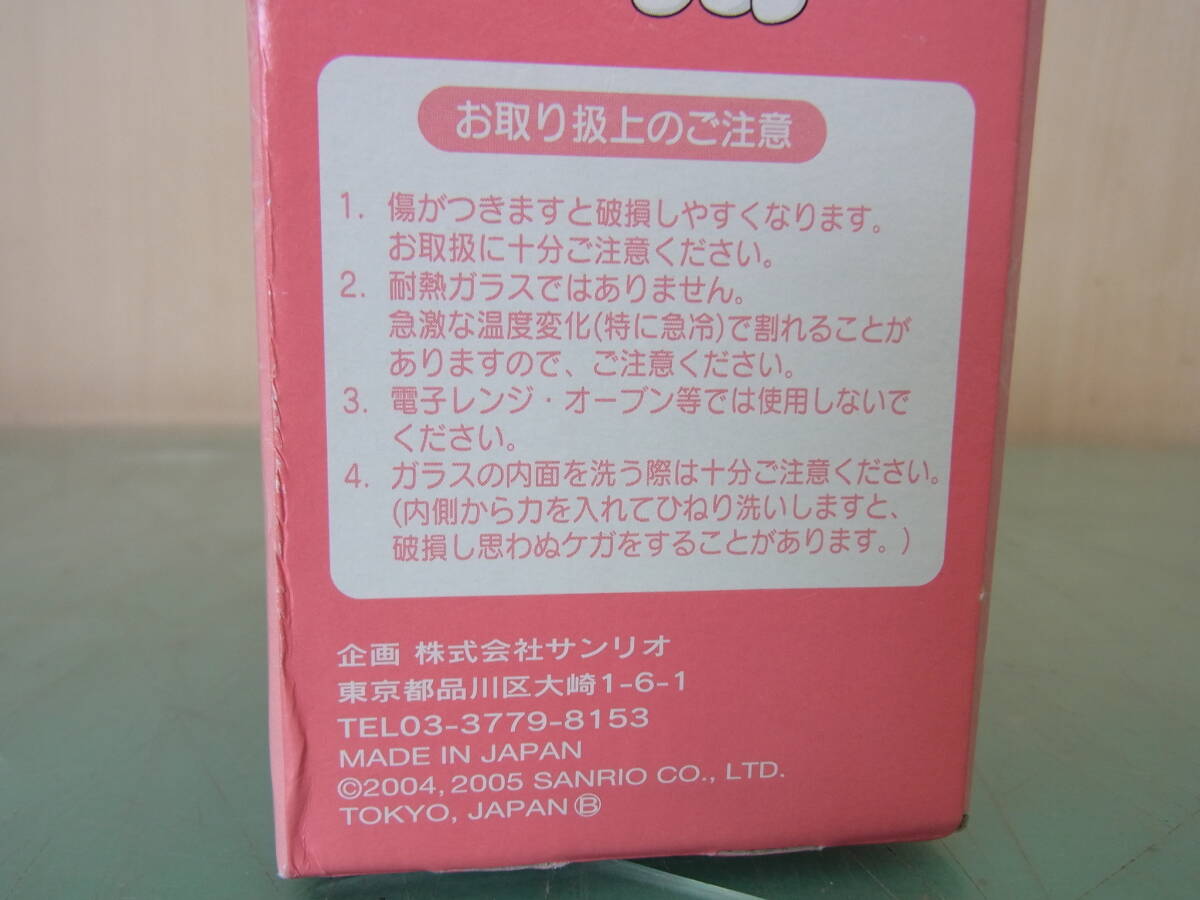 お取り扱上のご注意
1. 傷がつきますと破損しやすくなります。
お取扱に十分ご注意ください。
2. 耐熱ガラスではありません。
急激な温度変化(特に急冷)で割れることが
ありますので、ご注意ください。
3. 電子レンジ・オーブン等では使用しないで
ください。
4. ガラスの内面を洗う際は十分ご注意ください。
(内側から力を入れてひねり洗いしますと、
破損し思わぬケガをすることがあります。)
企画 株式会社サンリオ
東京都品川区大崎1-6-1
TEL03-3779-8153
MADE IN JAPAN
©2004, 2005 SANRIO CO., LTD.
TOKYO, JAPAN Ⓑ